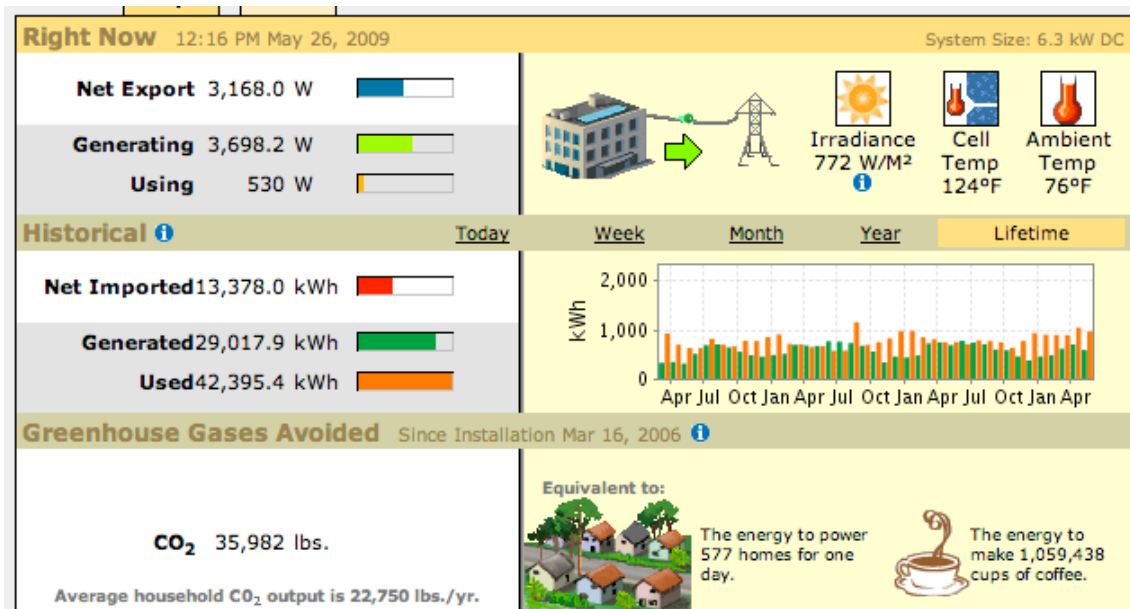 Right Now 12:16 PM May 26, 2009
System Size: 6.3 kW DC
Net Export 3,168.0 W
Generating 3,698.2 W
Using 530 W
Irradiance
772 W/M²
Cell
Temp
124ºF
Ambient
Temp
76ºF
Historical
Today Week Month Year Lifetime
Net Imported 13,378.0 kWh
Generated 29,017.9 kWh
Used 42,395.4 kWh
kWh
2,000
1,000
0
Apr Jul Oct Jan Apr Jul Oct Jan Apr Jul Oct Jan Apr
Greenhouse Gases Avoided Since Installation Mar 16, 2006
CO₂ 35,982 lbs.
Average household CO₂ output is 22,750 lbs./yr.
Equivalent to:
The energy to power
577 homes for one
day.
The energy to
make 1,059,438
cups of coffee.